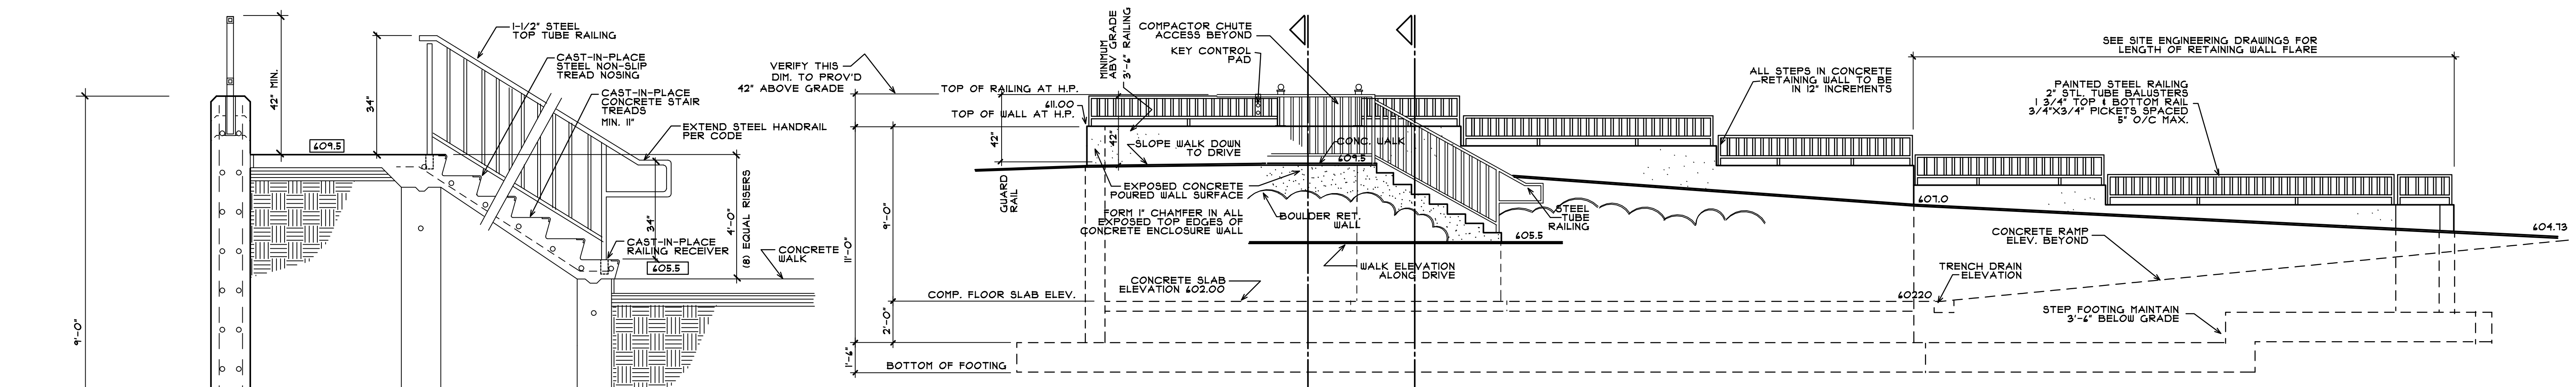 9'-0"
42" MIN.
609.5
34"
1-1/2" STEEL
TOP TUBE RAILING
CAST-IN-PLACE
STEEL NON-SLIP
TREAD NOSING
CAST-IN-PLACE
CONCRETE STAIR
TREADS
MIN. 11"
EXTEND STEEL HANDRAIL
PER CODE
34"
CAST-IN-PLACE
RAILING RECEIVER
605.5
4'-0"
(8) EQUAL RISERS
CONCRETE
WALK
VERIFY THIS
DIM. TO PROV'D
42" ABOVE GRADE
TOP OF RAILING AT H.P.
611.00
TOP OF WALL AT H.P.
11'-0"
9'-0"
2'-0"
1'-6"
COMP. FLOOR SLAB ELEV.
BOTTOM OF FOOTING
42"
GUARD
RAIL
MINIMUM
ABV GRADE
3'-6" RAILING
42"
COMPACTOR CHUTE
ACCESS BEYOND
KEY CONTROL
PAD
SLOPE WALK DOWN
TO DRIVE
CONC. WALK
609.5
EXPOSED CONCRETE
POURED WALL SURFACE
FORM 1" CHAMFER IN ALL
EXPOSED TOP EDGES OF
CONCRETE ENCLOSURE WALL
BOULDER RET.
WALL
CONCRETE SLAB
ELEVATION 602.00
WALK ELEVATION
ALONG DRIVE
605.5
STEEL
TUBE
RAILING
ALL STEPS IN CONCRETE
RETAINING WALL TO BE
IN 12" INCREMENTS
SEE SITE ENGINEERING DRAWINGS FOR
LENGTH OF RETAINING WALL FLARE
PAINTED STEEL RAILING
2" STL. TUBE BALUSTERS
1 3/4" TOP & BOTTOM RAIL
3/4"X3/4" PICKETS SPACED
5" O/C MAX.
607.0
604.73
CONCRETE RAMP
ELEV. BEYOND
TRENCH DRAIN
ELEVATION
60220
STEP FOOTING MAINTAIN
3'-6" BELOW GRADE